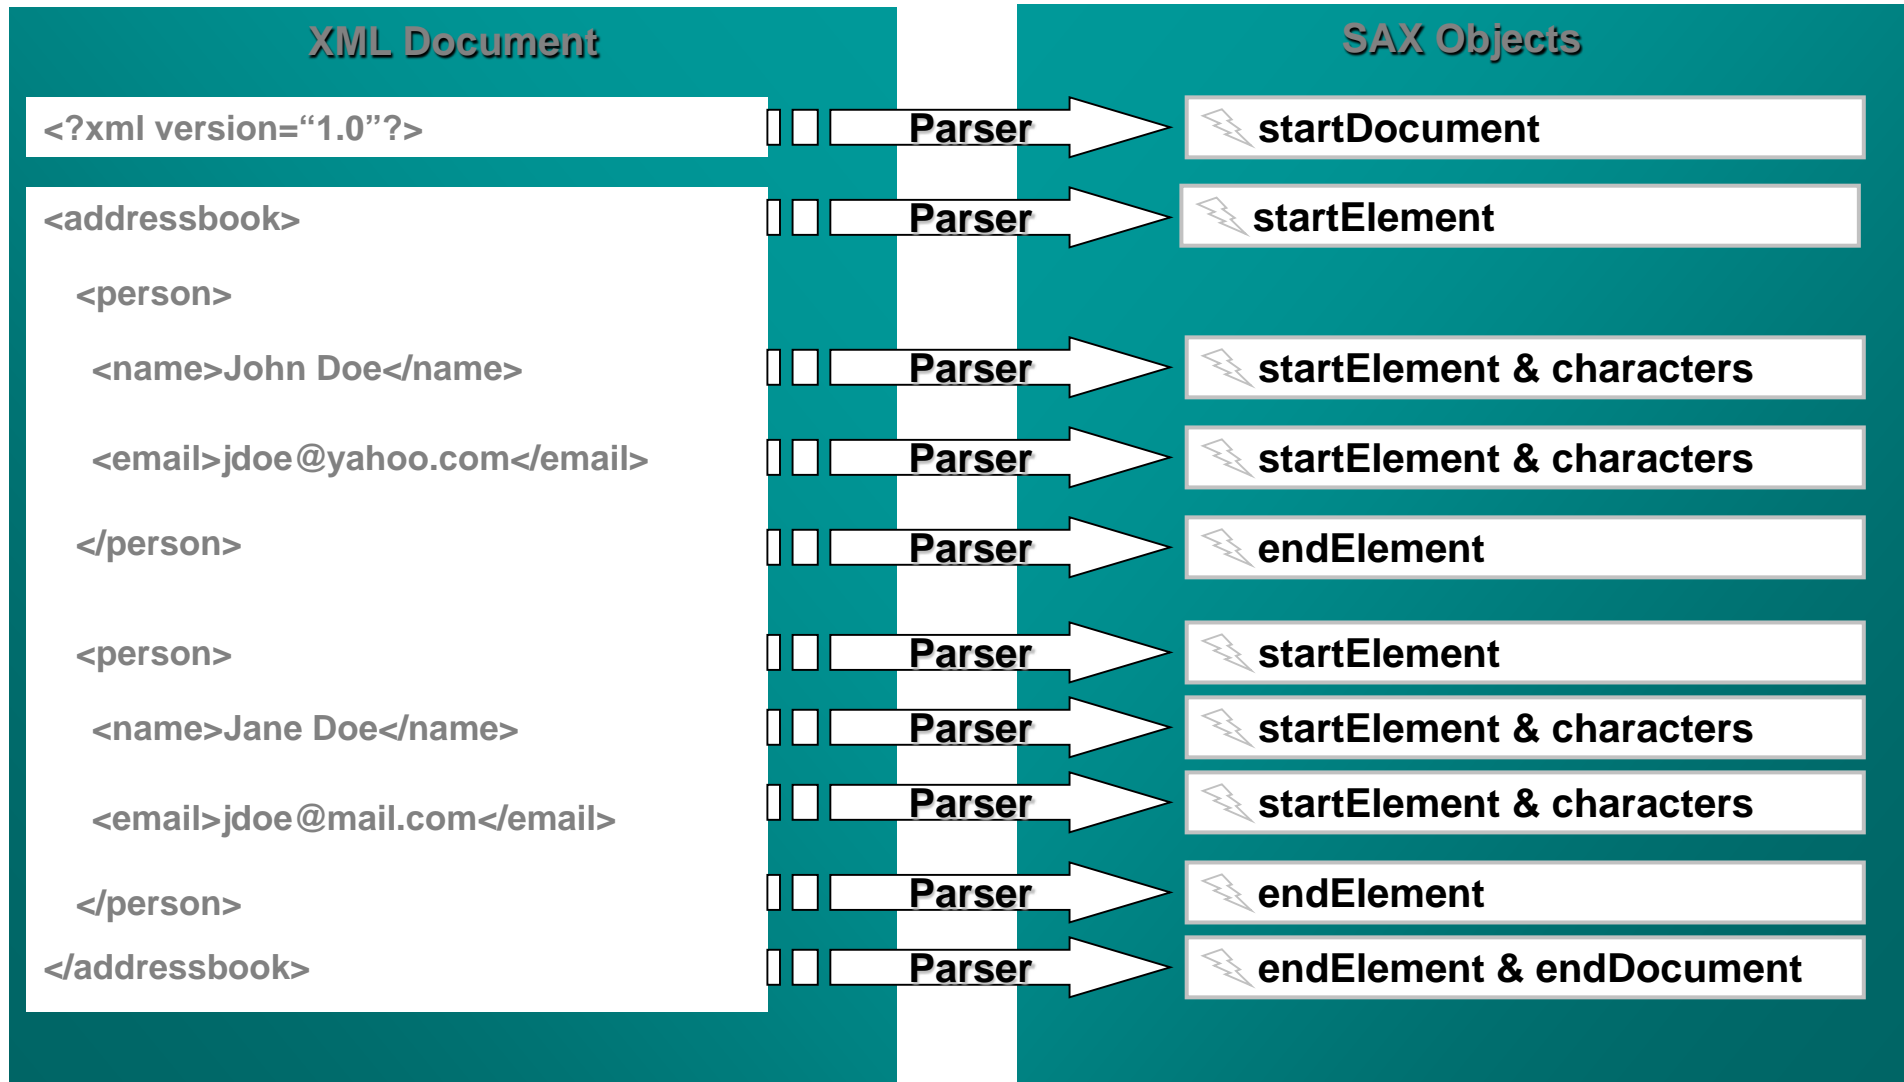 XML Document
SAX Objects
<?xml version=“1.0”?>
Parser
startDocument
<addressbook>
Parser
startElement
<person>
<name>John Doe</name>
Parser
startElement & characters
<email>jdoe@yahoo.com</email>
Parser
startElement & characters
</person>
Parser
endElement
<person>
Parser
startElement
<name>Jane Doe</name>
Parser
startElement & characters
<email>jdoe@mail.com</email>
Parser
startElement & characters
</person>
Parser
endElement
</addressbook>
Parser
endElement & endDocument